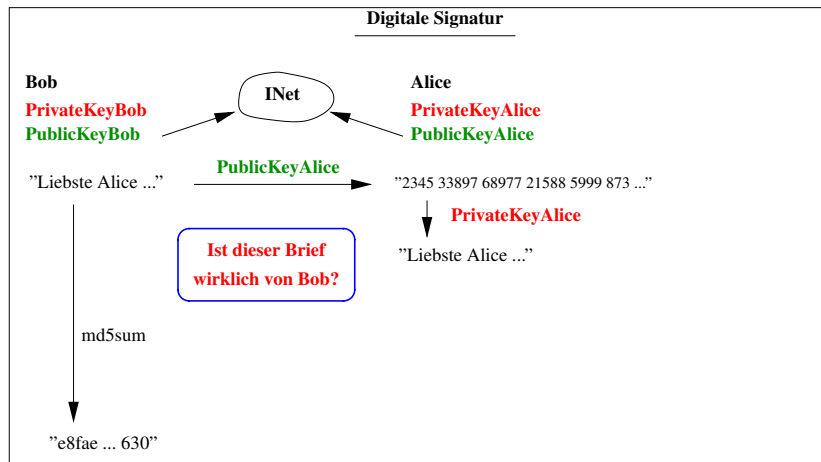 Digitale Signatur
Bob
PrivateKeyBob
PublicKeyBob
INet
Alice
PrivateKeyAlice
PublicKeyAlice
PublicKeyAlice
"Liebste Alice ..."
"2345 33897 68977 21588 5999 873 ..."
PrivateKeyAlice
Ist dieser Brief
wirklich von Bob?
"Liebste Alice ..."
md5sum
"e8fae ... 630"